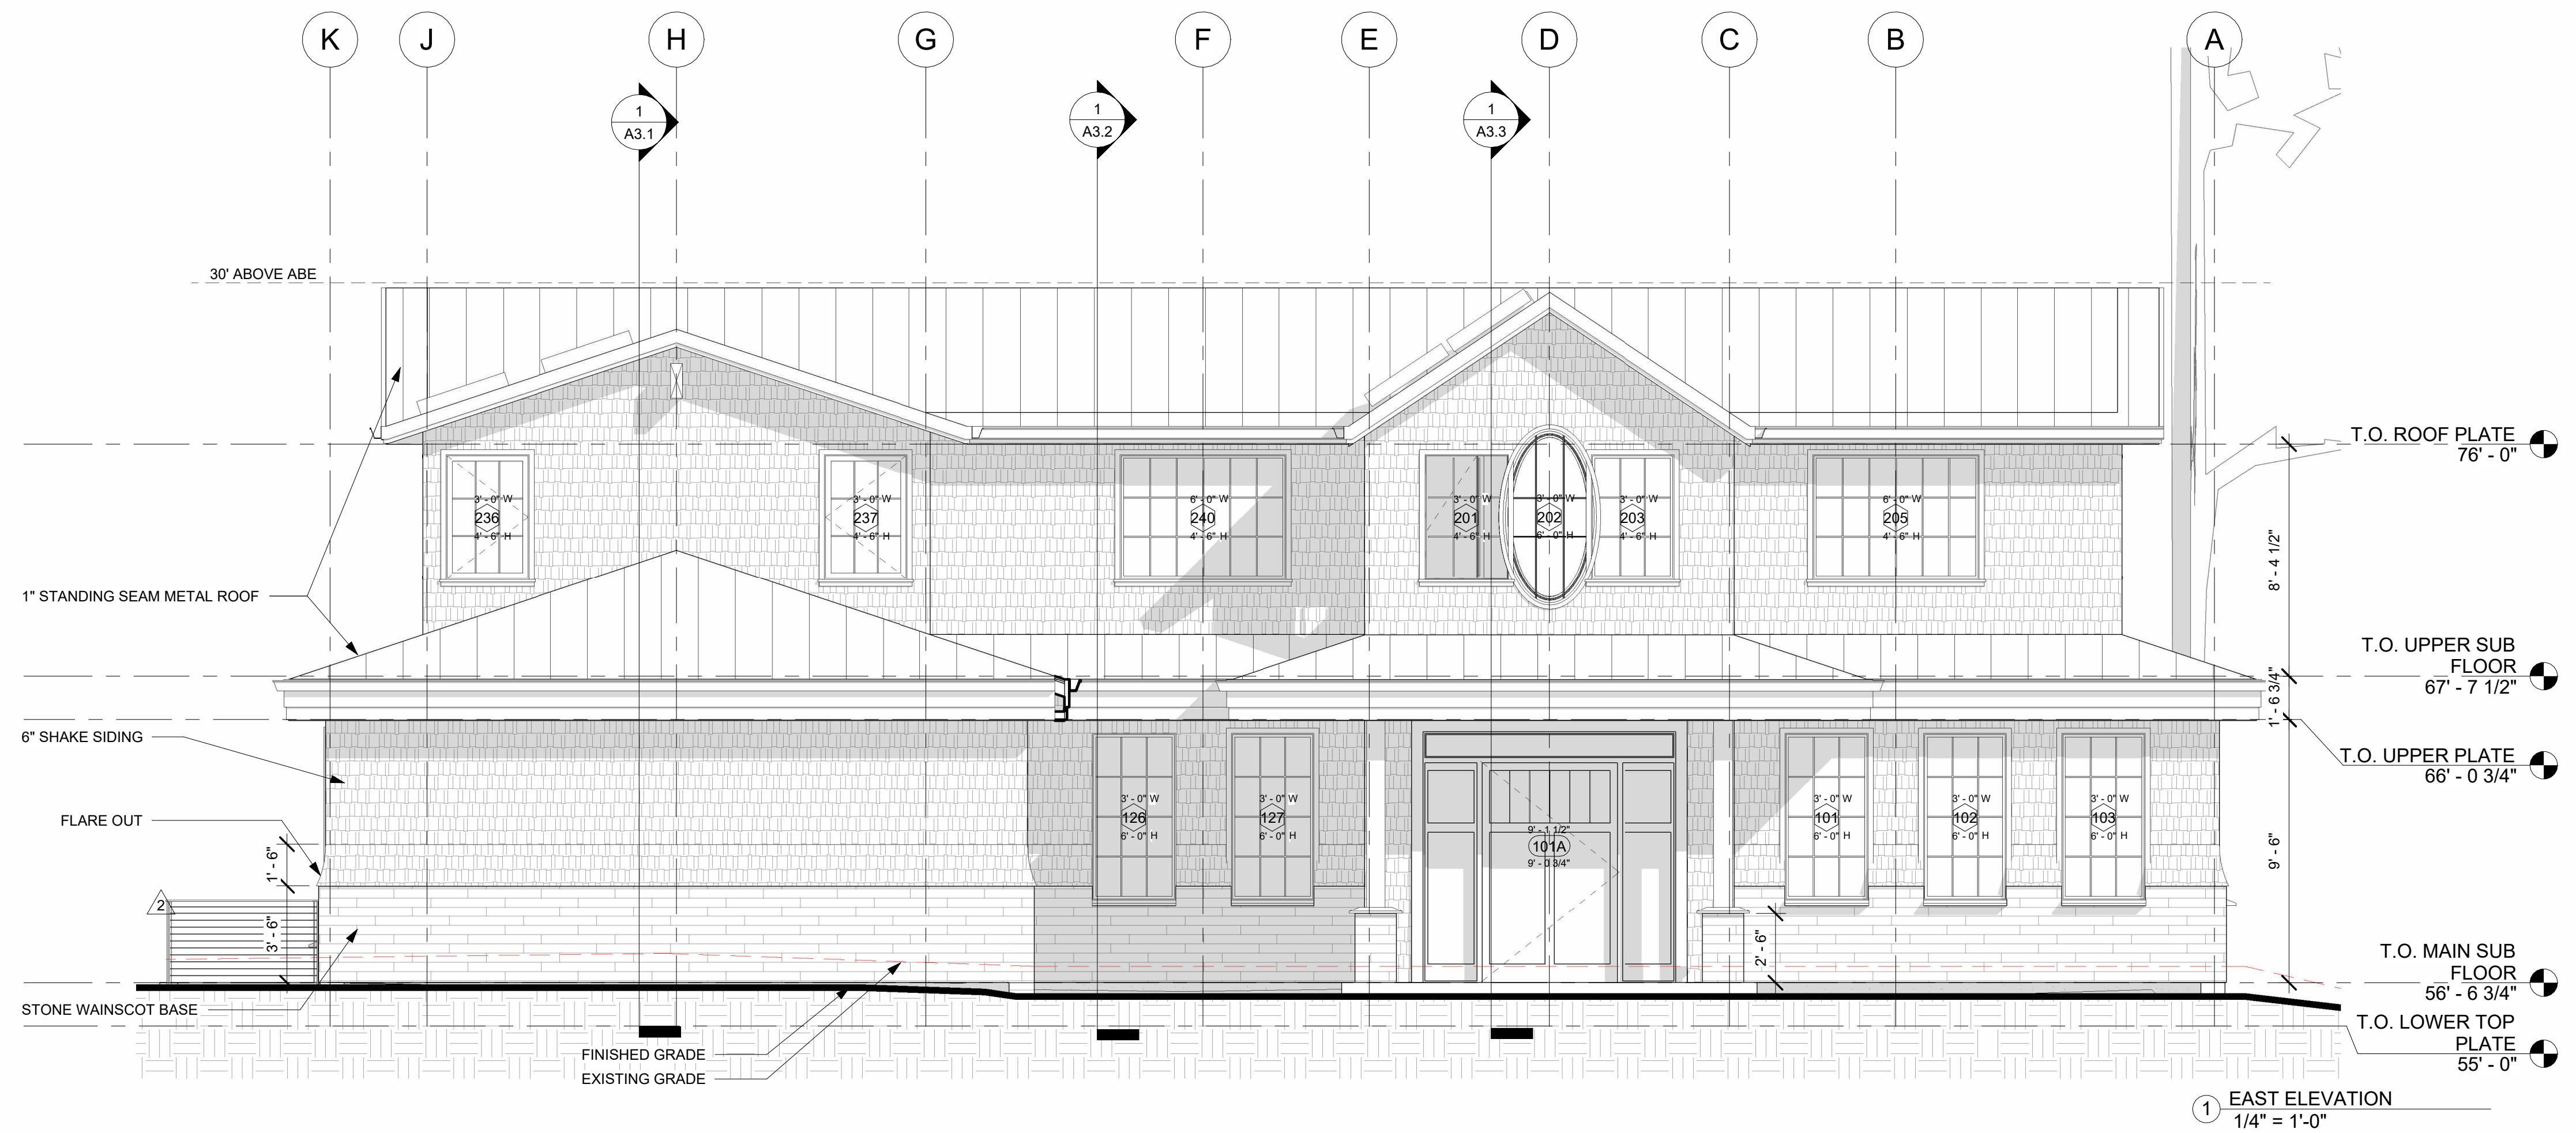 K J H G F E D C B A
1
A3.1
1
A3.2
1
A3.3
30' ABOVE ABE
T.O. ROOF PLATE
76' - 0"
3' - 0" W
236
4' - 6" H
3' - 0" W
237
4' - 6" H
6' - 0" W
240
4' - 6" H
3' - 0" W
201
4' - 6" H
3' - 0" W
202
6' - 0" H
3' - 0" W
203
4' - 6" H
6' - 0" W
205
4' - 6" H
8' - 4 1/2"
1" STANDING SEAM METAL ROOF
T.O. UPPER SUB
FLOOR
67' - 7 1/2"
1' - 6 3/4"
6" SHAKE SIDING
T.O. UPPER PLATE
66' - 0 3/4"
FLARE OUT
3' - 0" W
126
6' - 0" H
3' - 0" W
127
6' - 0" H
9' - 1 1/2"
101A
9' - 0 3/4"
3' - 0" W
101
6' - 0" H
3' - 0" W
102
6' - 0" H
3' - 0" W
103
6' - 0" H
9' - 6"
1' - 6"
2
3' - 6"
2' - 6"
T.O. MAIN SUB
FLOOR
56' - 6 3/4"
STONE WAINSCOT BASE
T.O. LOWER TOP
PLATE
55' - 0"
FINISHED GRADE
EXISTING GRADE
1
EAST ELEVATION
1/4" = 1'-0"